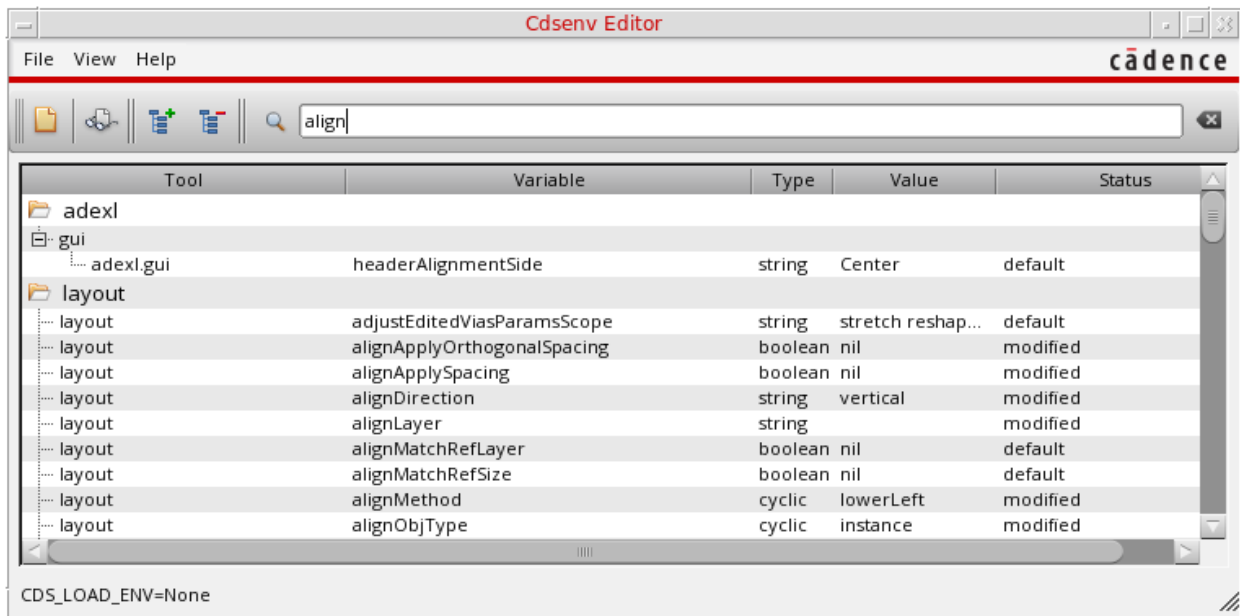 Cdsenv Editor
File View Help cādence
align
Tool Variable Type Value Status
adexl
gui
adexl.gui headerAlignmentSide string Center default
layout
layout adjustEditedViasParamsScope string stretch reshap... default
layout alignApplyOrthogonalSpacing boolean nil modified
layout alignApplySpacing boolean nil modified
layout alignDirection string vertical modified
layout alignLayer string modified
layout alignMatchRefLayer boolean nil default
layout alignMatchRefSize boolean nil default
layout alignMethod cyclic lowerLeft modified
layout alignObjType cyclic instance modified
CDS_LOAD_ENV=None